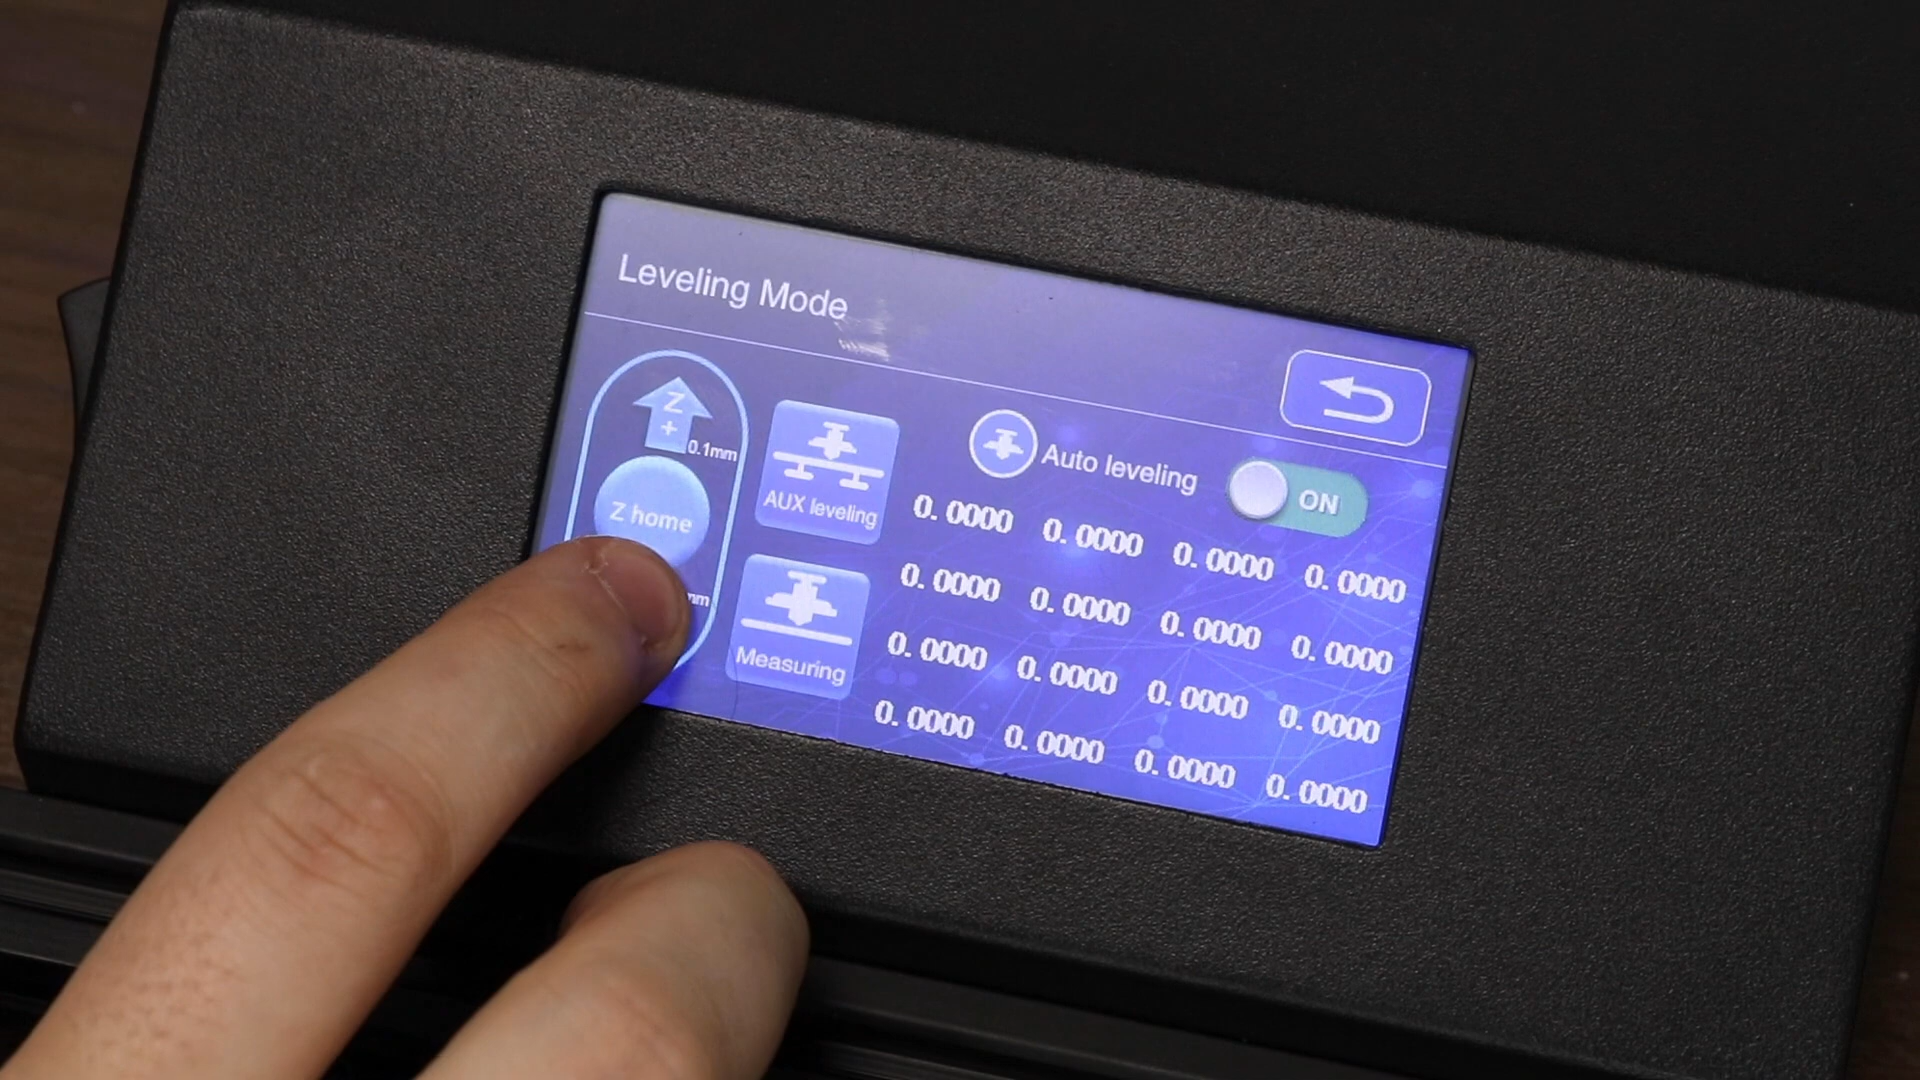 Leveling Mode
Z
+
0.1mm
Z home
mm
AUX leveling
Measuring
Auto leveling
ON
0.0000 0.0000 0.0000 0.0000
0.0000 0.0000 0.0000 0.0000
0.0000 0.0000 0.0000 0.0000
0.0000 0.0000 0.0000 0.0000